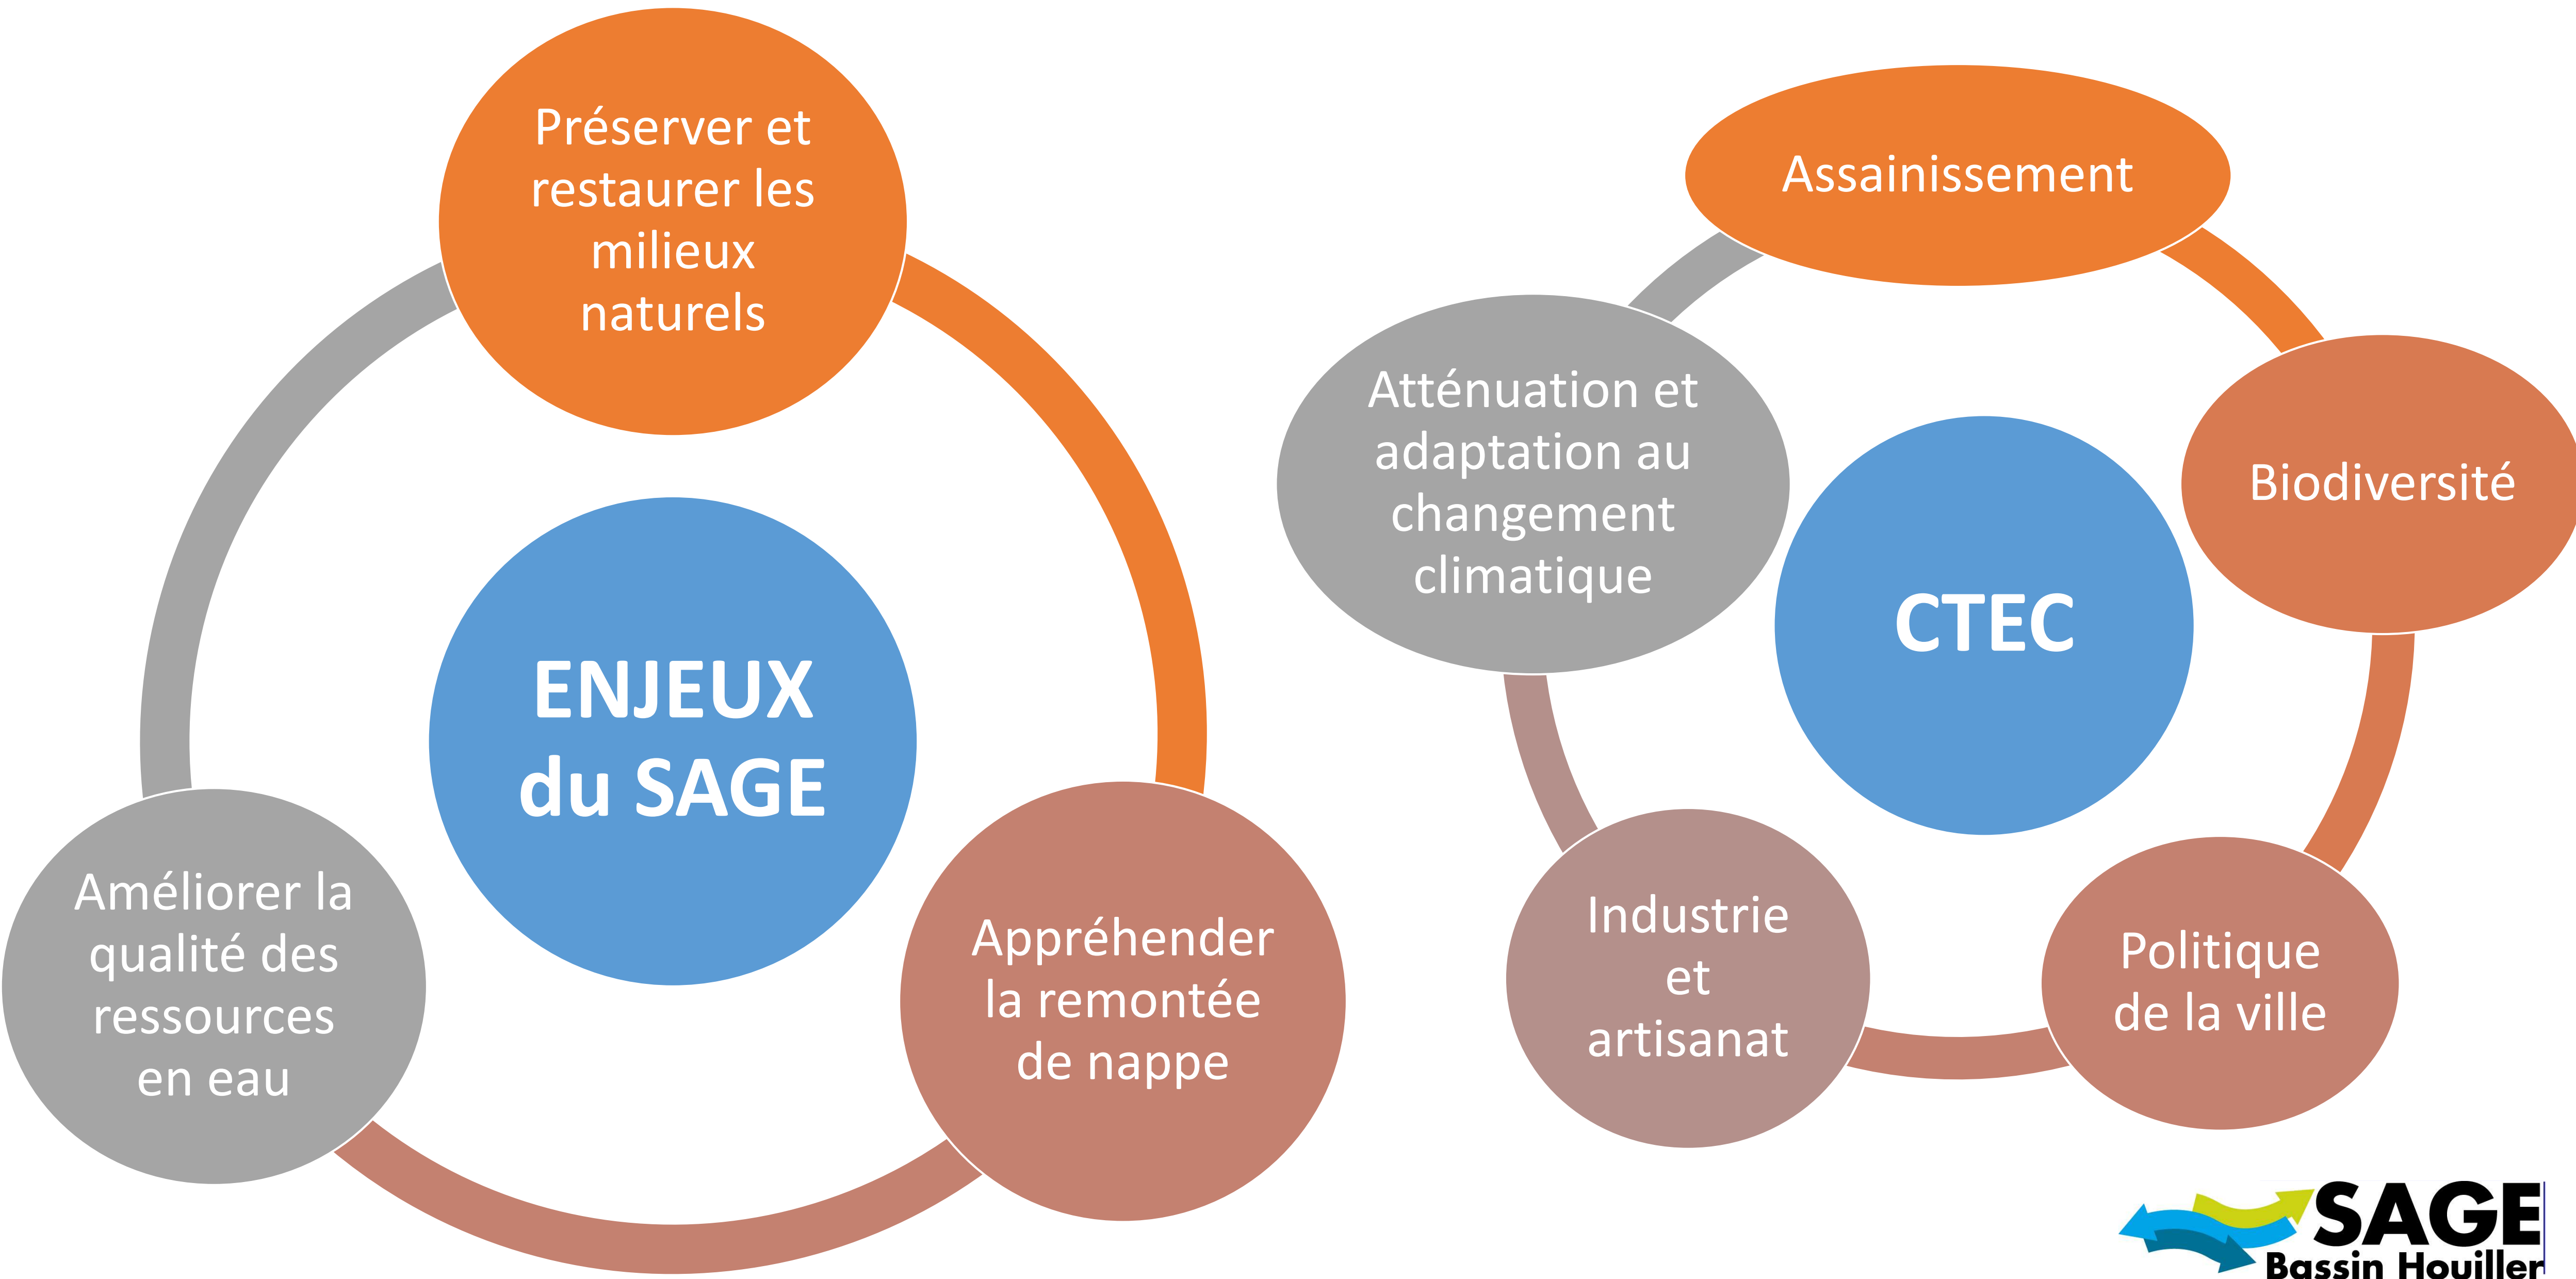 Préserver et
restaurer les
milieux
naturels
ENJEUX
du SAGE
Améliorer la
qualité des
ressources
en eau
Appréhender
la remontée
de nappe
Assainissement
Atténuation et
adaptation au
changement
climatique
Biodiversité
CTEC
Industrie
et
artisanat
Politique
de la ville
SAGE
Bassin Houiller